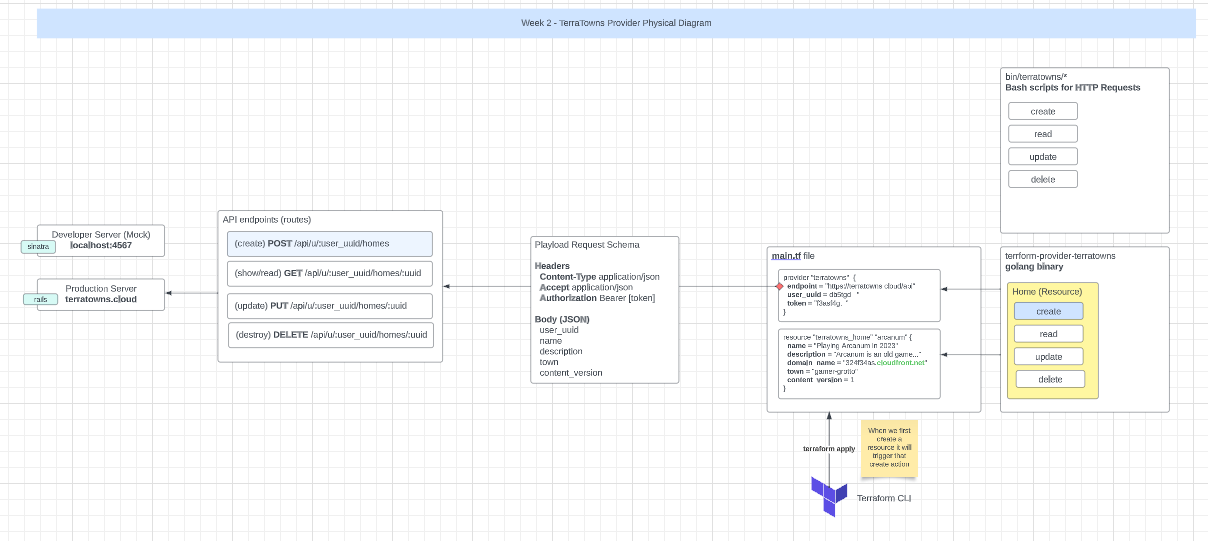 Week 2 - TerraTowns Provider Physical Diagram
bin/terratowns/*
Bash scripts for HTTP Requests
create
read
update
delete
Developer Server (Mock)
localhost:4567
sinatra
Production Server
terratowns.cloud
rails
API endpoints (routes)
(create) POST /api/u/:user_uuid/homes
(show/read) GET /api/u/:user_uuid/homes/:uuid
(update) PUT /api/u/:user_uuid/homes/:uuid
(destroy) DELETE /api/u/:user_uuid/homes/:uuid
Playload Request Schema
Headers
Content-Type application/json
Accept application/json
Authorization Bearer [token]
Body (JSON)
user_uuid
name
description
town
content_version
main.tf file
provider "terratowns" {
endpoint = "https://terratowns.cloud/api"
user_uuid =
token =
}
resource "terratowns_home" "arcanum" {
name = "Playing Arcanum in 2023"
description = "Arcanum is an old game..."
domain_name = "324f34as.cloudfront.net"
town = "gamer-grotto"
content_version = 1
}
terrform-provider-terratowns
golang binary
Home (Resource)
create
read
update
delete
terraform apply
When we first
create a
resource it will
trigger that
create action
Terraform CLI